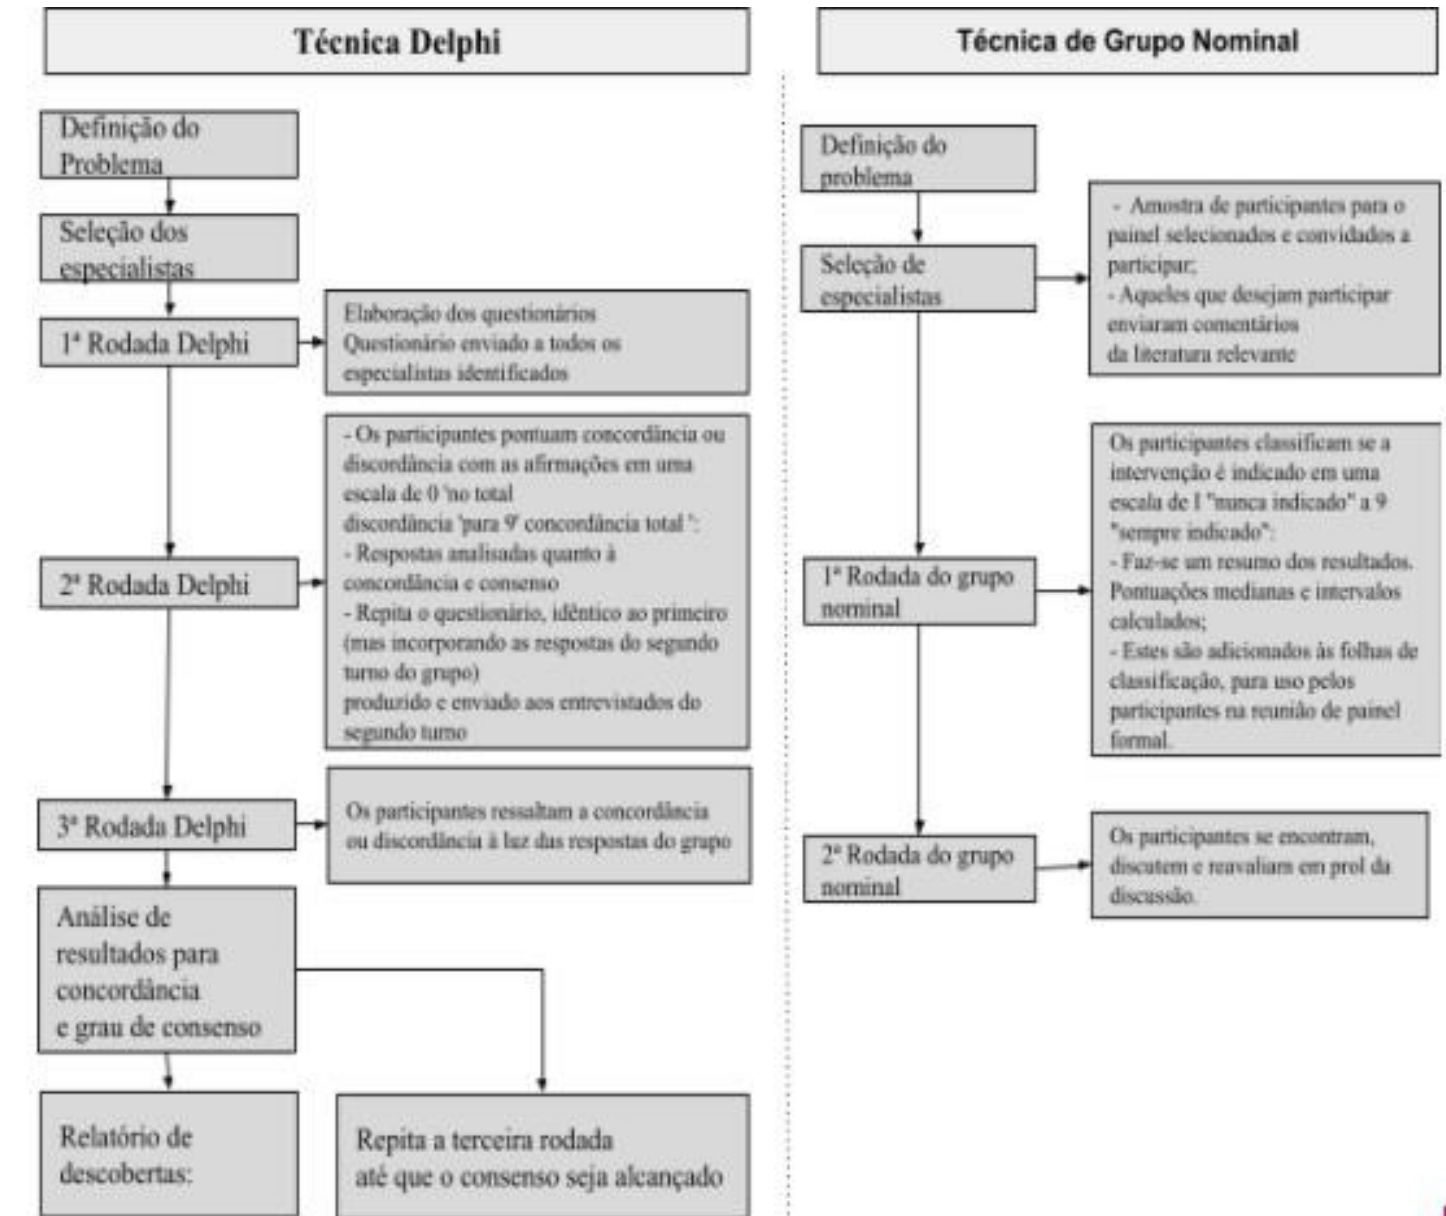 Técnica Delphi
Definição do
Problema
Seleção dos
especialistas
1ª Rodada Delphi
Elaboração dos questionários
Questionário enviado a todos os
especialistas identificados
- Os participantes pontuam concordância ou
discordância com as afirmações em uma
escala de 0 'no total
discordância 'para 9' concordância total ':
- Respostas analisadas quanto à
concordância e consenso
- Repita o questionário, idêntico ao primeiro
(mas incorporando as respostas do segundo
turno do grupo)
produzido e enviado aos entrevistados do
segundo turno
2ª Rodada Delphi
3ª Rodada Delphi
Os participantes ressaltam a concordância
ou discordância à luz das respostas do grupo
Análise de
resultados para
concordância
e grau de consenso
Relatório de
descobertas:
Repita a terceira rodada
até que o consenso seja alcançado
Técnica de Grupo Nominal
Definição do
problema
Seleção de
especialistas
- Amostra de participantes para o
painel selecionados e convidados a
participar;
- Aqueles que desejam participar
enviaram comentários
da literatura relevante
1ª Rodada do grupo
nominal
Os participantes classificam se a
intervenção é indicado em uma
escala de 1 "nunca indicado" a 9
"sempre indicado":
- Faz-se um resumo dos resultados.
Pontuações medianas e intervalos
calculados;
- Estes são adicionados às folhas de
classificação, para uso pelos
participantes na reunião de painel
formal.
2ª Rodada do grupo
nominal
Os participantes se encontram,
discutem e reavaliam em prol da
discussão.